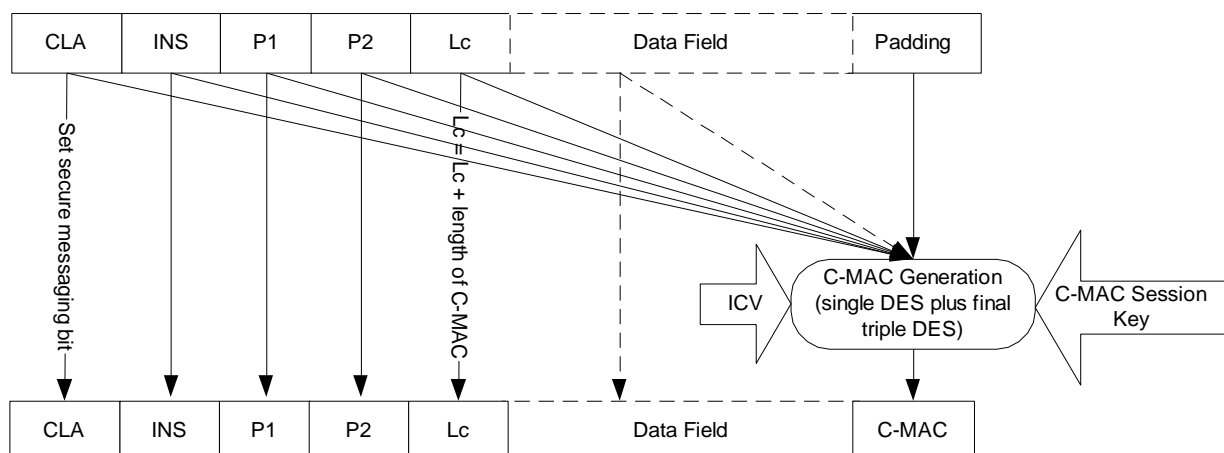 CLA INS P1 P2 Lc Data Field Padding
Set secure messaging bit
Lc = Lc + length of C-MAC
ICV
C-MAC Generation
(single DES plus final
triple DES)
C-MAC Session
Key
CLA INS P1 P2 Lc Data Field C-MAC